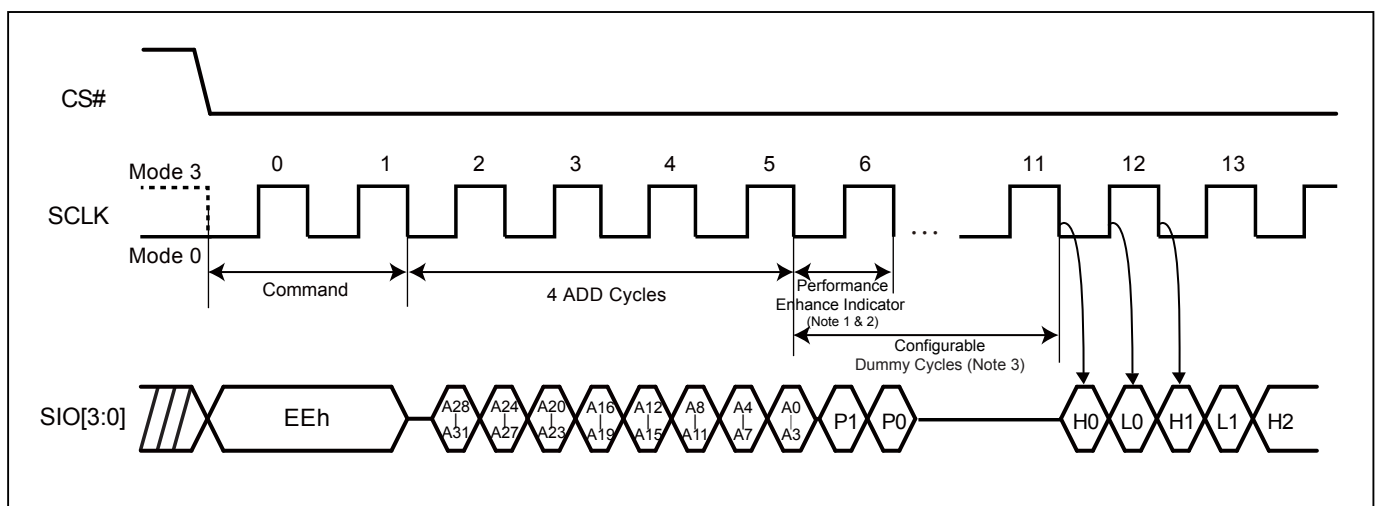 CS#
Mode 3
0 1 2 3 4 5 6 11 12 13
SCLK
...
Mode 0
Command
4 ADD Cycles
Performance
Enhance Indicator
(Note 1 & 2)
Configurable
Dummy Cycles (Note 3)
SIO[3:0]
EEh
A28 | A31
A24 | A27
A20 | A23
A16 | A19
A12 | A15
A8 | A11
A4 | A7
A0 | A3
P1 P0
H0 L0 H1 L1 H2